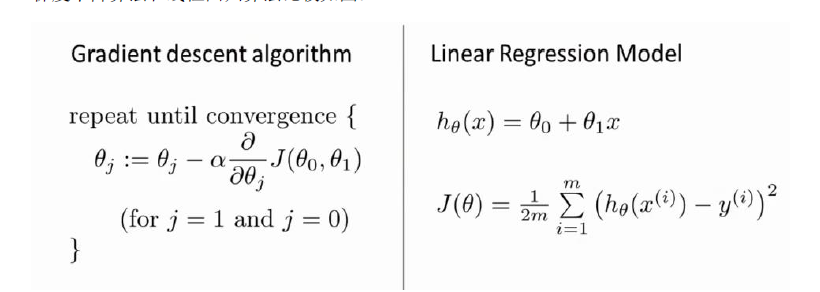 Gradient descent algorithm
repeat until convergence {
θ_j := θ_j − α ∂/∂θ_j J(θ_0, θ_1)
(for j = 1 and j = 0)
}
Linear Regression Model
h_θ(x) = θ_0 + θ_1x
J(θ) = 1/2m ∑_{i=1}^{m} (h_θ(x^{(i)}) − y^{(i)})^2